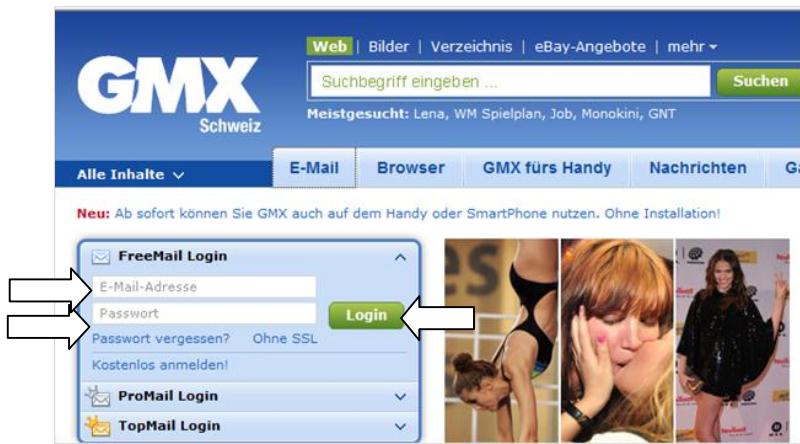 Web | Bilder | Verzeichnis | eBay-Angebote | mehr
GMX
Schweiz
Suchbegriff eingeben ...
Suchen
Meistgesucht: Lena, WM Spielplan, Job, Monokini, GNT
Alle Inhalte
E-Mail
Browser
GMX fürs Handy
Nachrichten
Neu: Ab sofort können Sie GMX auch auf dem Handy oder SmartPhone nutzen. Ohne Installation!
FreeMail Login
E-Mail-Adresse
Passwort
Login
Passwort vergessen? Ohne SSL
Kostenlos anmelden!
ProMail Login
TopMail Login